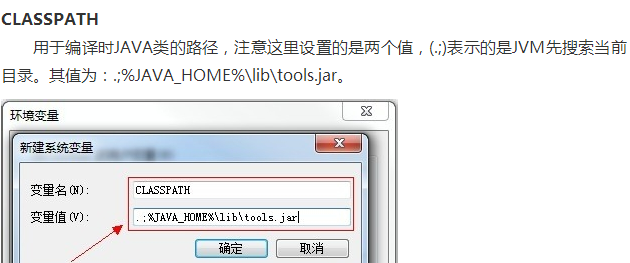 CLASSPATH
用于编译时JAVA类的路径，注意这里设置的是两个值，(.;)表示的是JVM先搜索当前
目录。其值为：.;%JAVA_HOME%\lib\tools.jar。
环境变量
新建系统变量
变量名(N)： CLASSPATH
变量值(V)： .;%JAVA_HOME%\lib\tools.jar
确定 取消